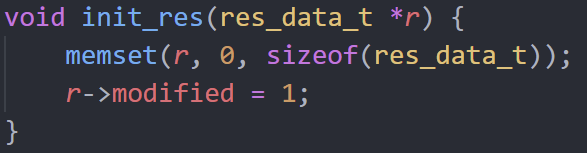 void init_res(res_data_t *r) {
    memset(r, 0, sizeof(res_data_t));
    r->modified = 1;
}